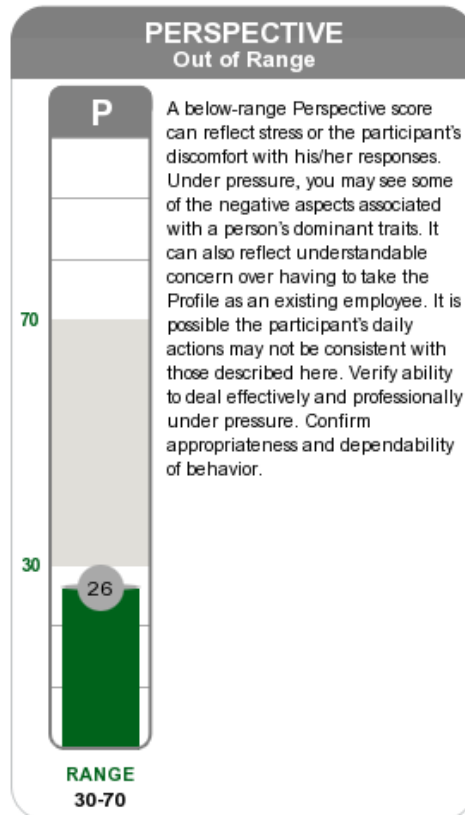 PERSPECTIVE
Out of Range
P
A below-range Perspective score
can reflect stress or the participant's
discomfort with his/her responses.
Under pressure, you may see some
of the negative aspects associated
with a person's dominant traits. It
can also reflect understandable
concern over having to take the
Profile as an existing employee. It is
possible the participant's daily
actions may not be consistent with
those described here. Verify ability
to deal effectively and professionally
under pressure. Confirm
appropriateness and dependability
of behavior.
70
30
26
RANGE
30-70